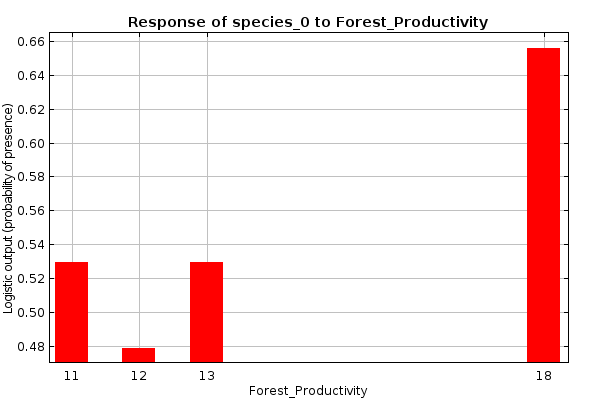 Response of species_0 to Forest_Productivity
Logistic output (probability of presence)
0.66
0.64
0.62
0.60
0.58
0.56
0.54
0.52
0.50
0.48
11 12 13 18
Forest_Productivity